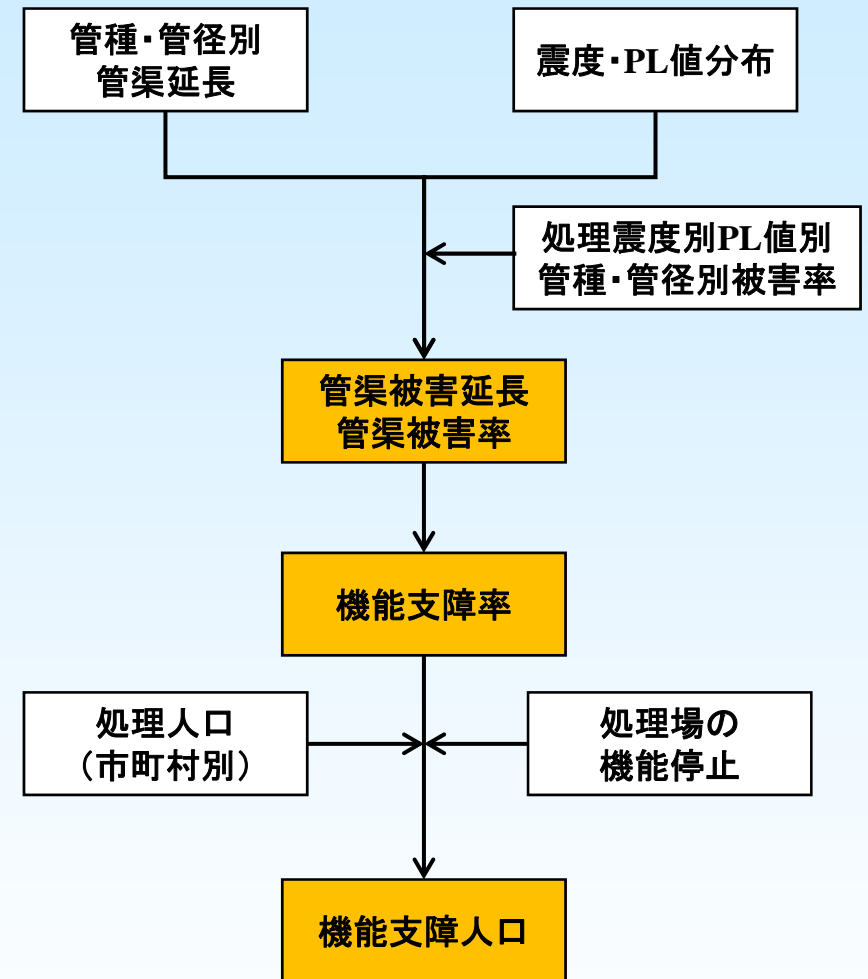 管種・管径別
管渠延長
震度・PL値分布
処理震度別PL値別
管種・管径別被害率
管渠被害延長
管渠被害率
機能支障率
処理人口
（市町村別）
処理場の
機能停止
機能支障人口